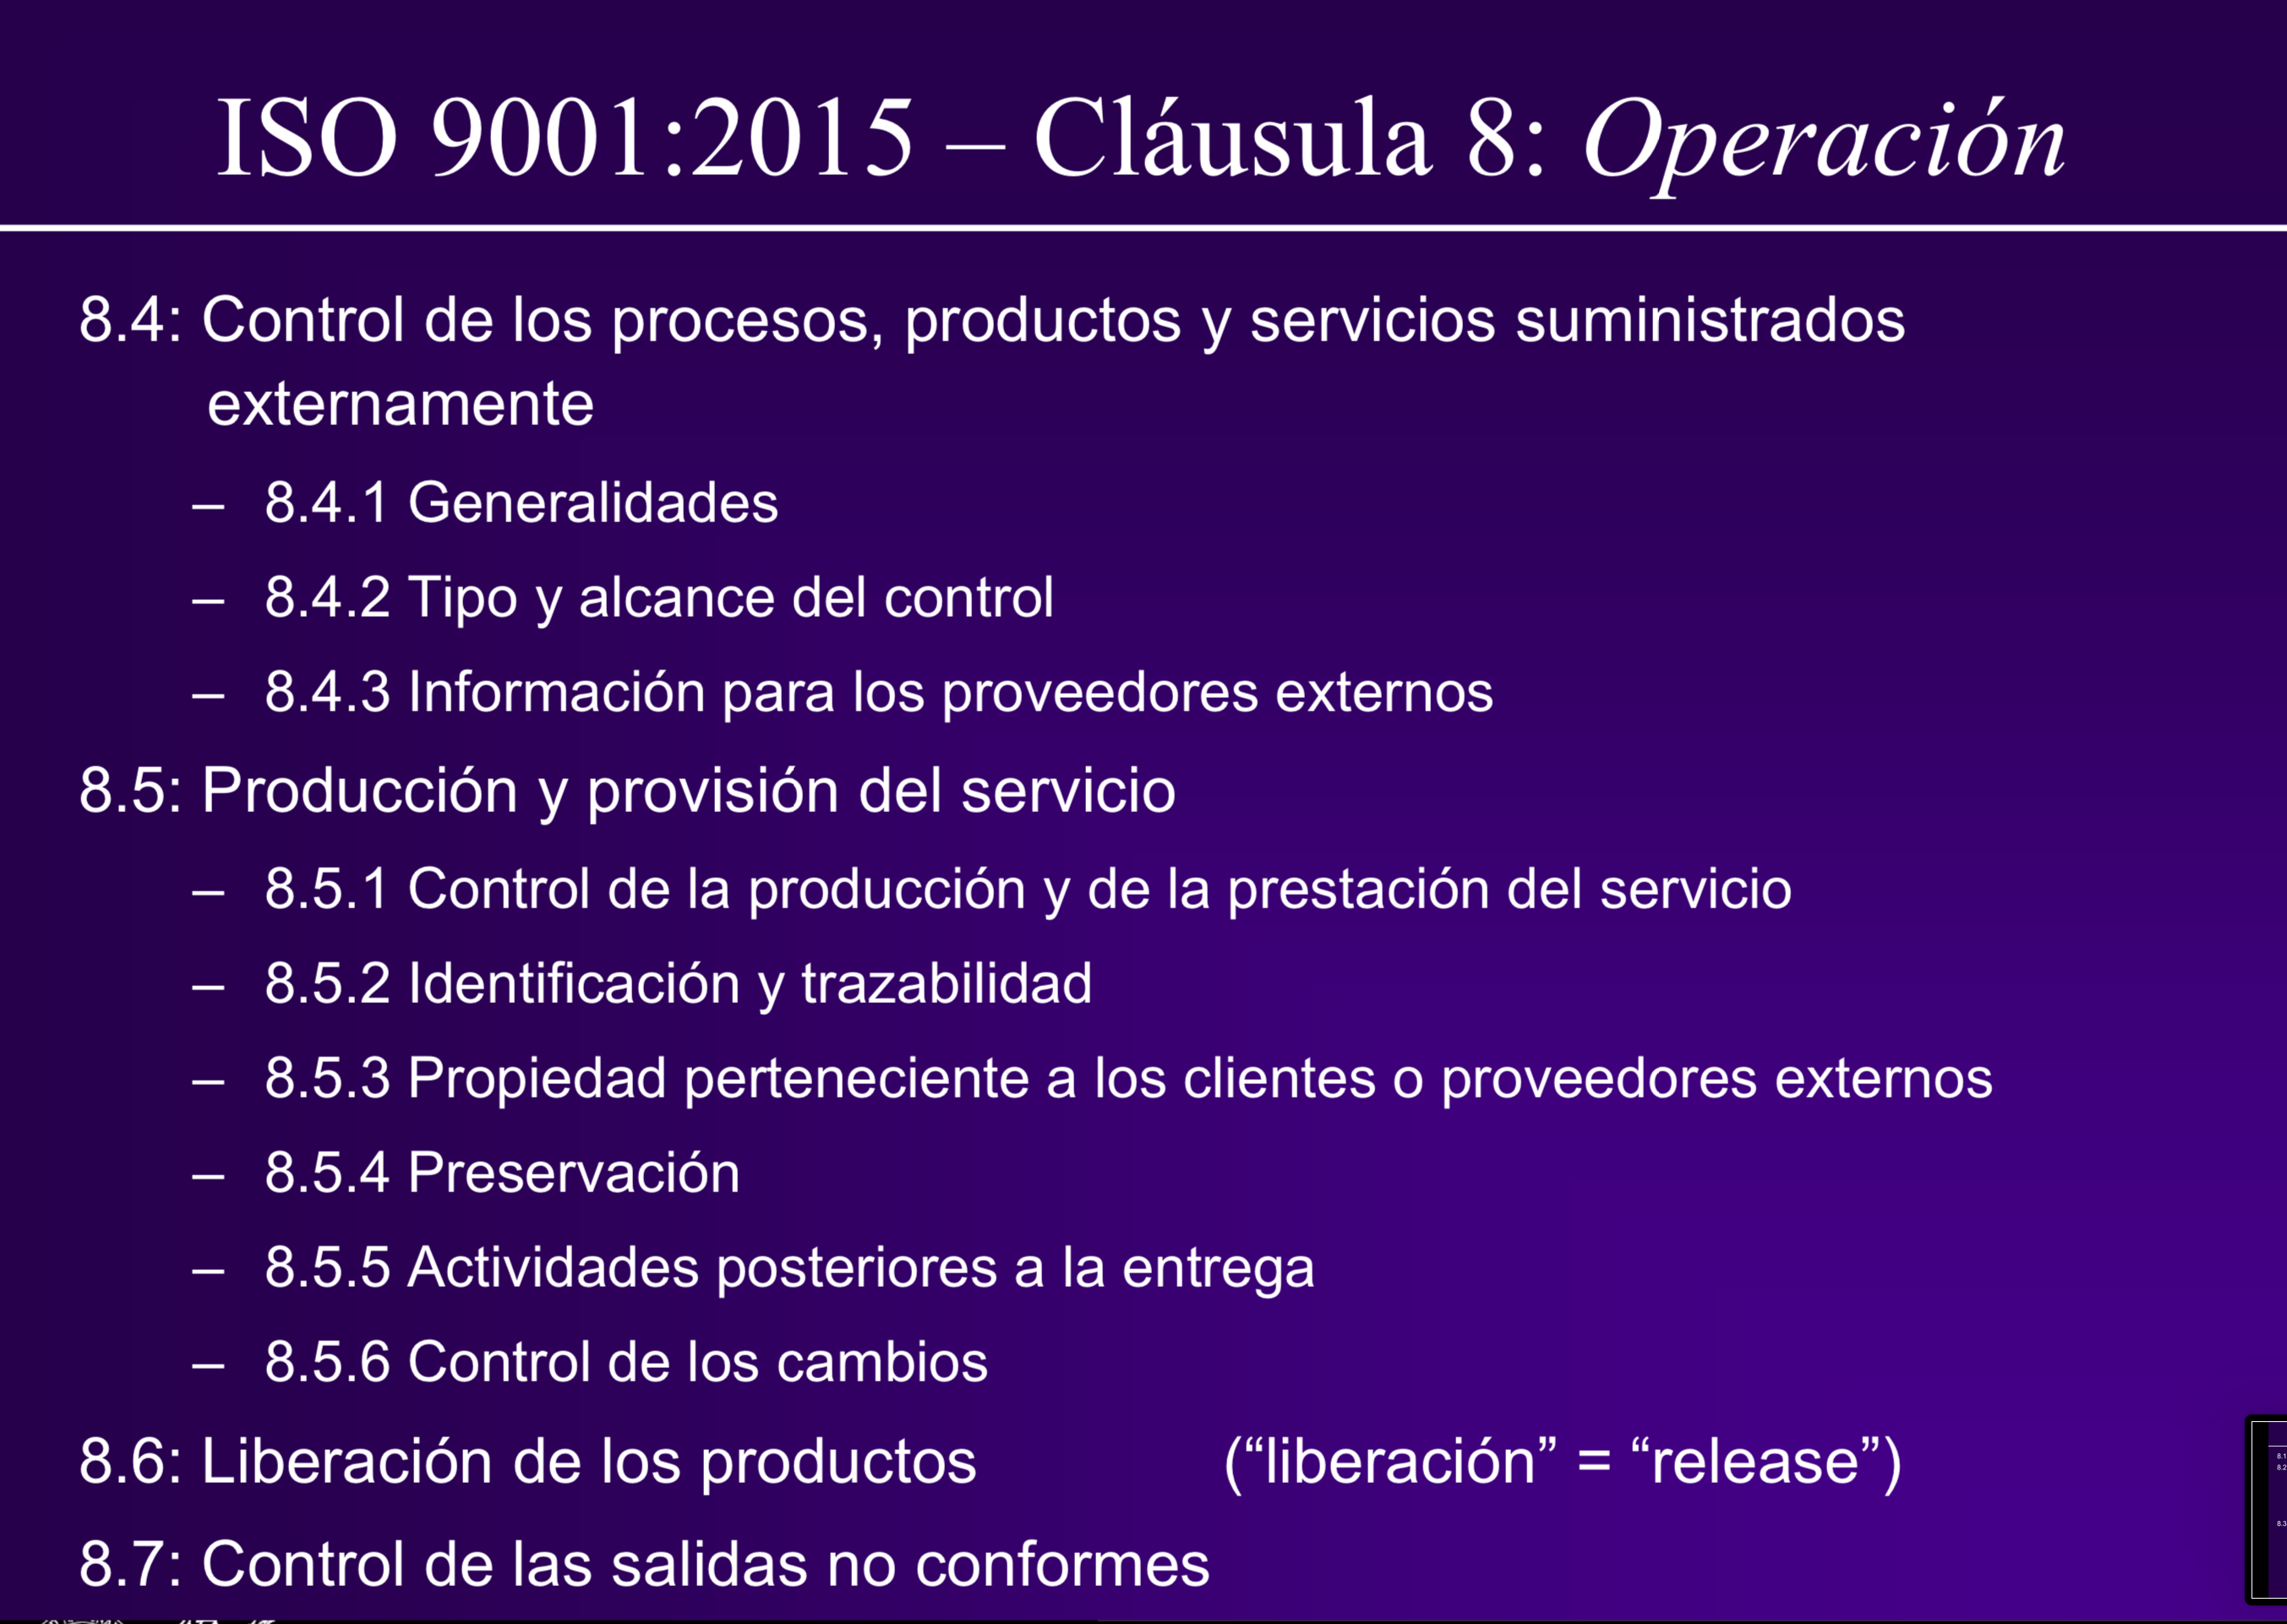 ISO 9001:2015 – Cláusula 8: Operación
8.4: Control de los procesos, productos y servicios suministrados
externamente
– 8.4.1 Generalidades
– 8.4.2 Tipo y alcance del control
– 8.4.3 Información para los proveedores externos
8.5: Producción y provisión del servicio
– 8.5.1 Control de la producción y de la prestación del servicio
– 8.5.2 Identificación y trazabilidad
– 8.5.3 Propiedad perteneciente a los clientes o proveedores externos
– 8.5.4 Preservación
– 8.5.5 Actividades posteriores a la entrega
– 8.5.6 Control de los cambios
8.6: Liberación de los productos (“liberación” = “release”)
8.7: Control de las salidas no conformes